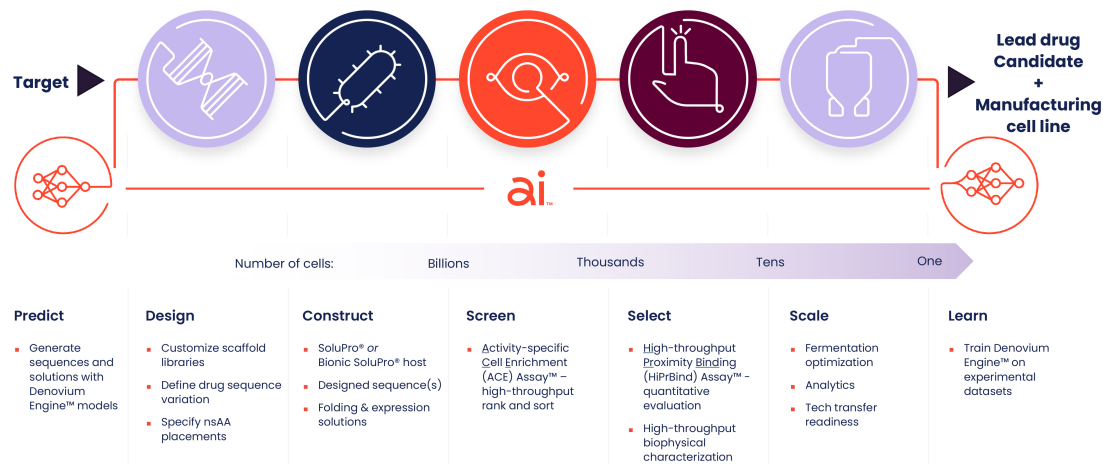 Target
Lead drug
Candidate
+
Manufacturing
cell line
ai™
Number of cells: Billions Thousands Tens One
Predict
▪ Generate
sequences and
solutions with
Denovium
Engine™ models
Design
▪ Customize scaffold
libraries
▪ Define drug sequence
variation
▪ Specify nsAA
placements
Construct
▪ SoluPro® or
Bionic SoluPro® host
▪ Designed sequence(s)
▪ Folding & expression
solutions
Screen
▪ Activity-specific
Cell Enrichment
(ACE) Assay™ –
high-throughput
rank and sort
Select
▪ High-throughput
Proximity Binding
(HiPrBind) Assay™ -
quantitative
evaluation
▪ High-throughput
biophysical
characterization
Scale
▪ Fermentation
optimization
▪ Analytics
▪ Tech transfer
readiness
Learn
▪ Train Denovium
Engine™ on
experimental
datasets